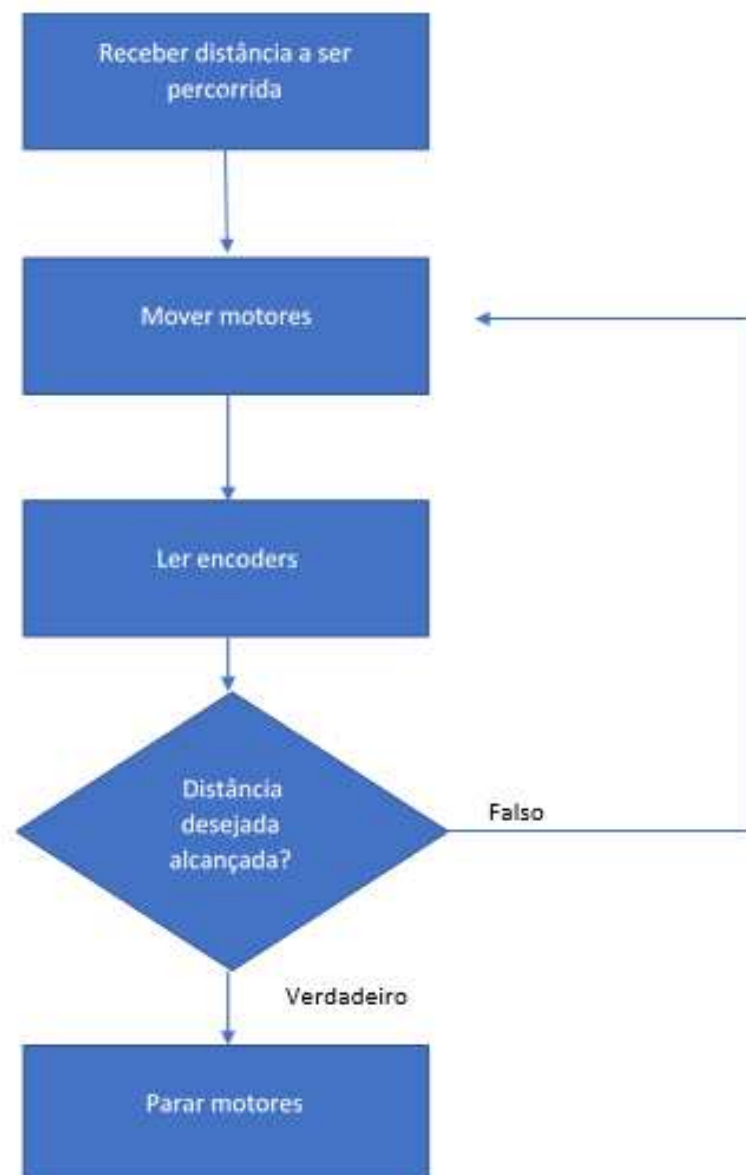 Receber distância a ser
percorrida
Mover motores
Ler encoders
Distância
desejada
alcançada?
Falso
Verdadeiro
Parar motores